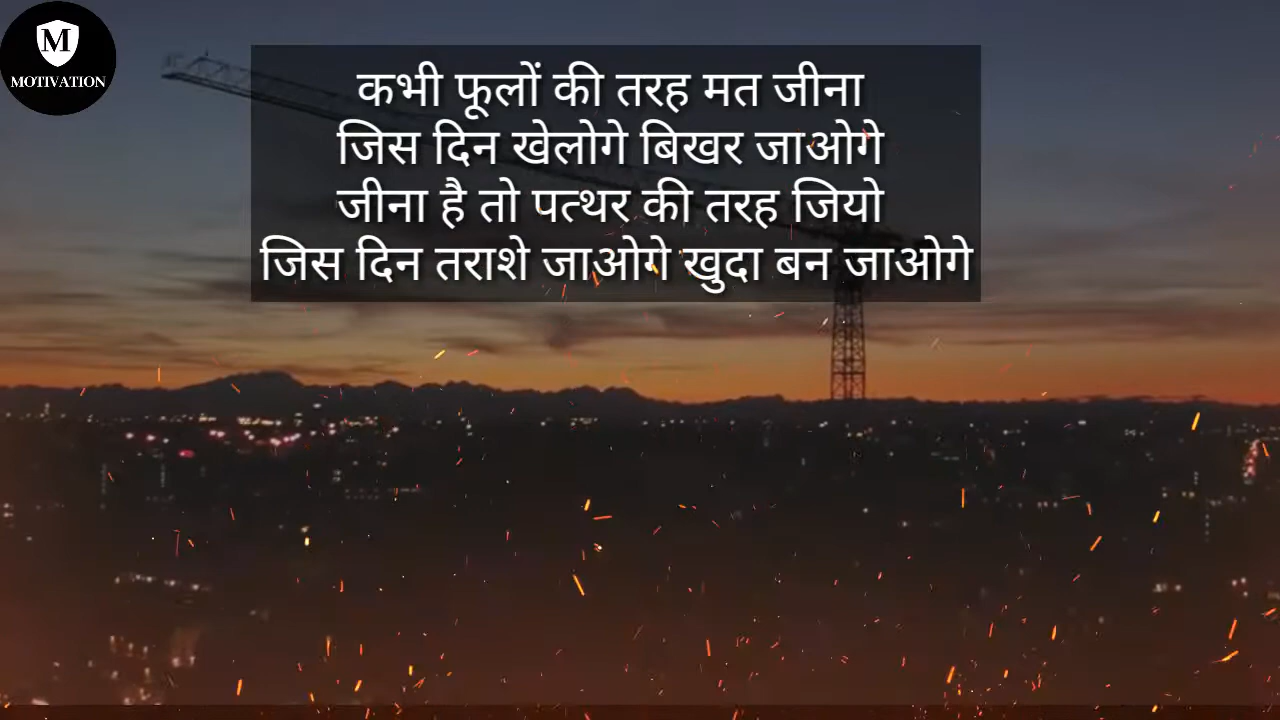 M
MOTIVATION
कभी फूलों की तरह मत जीना
जिस दिन खेलोगे बिखर जाओगे
जीना है तो पत्थर की तरह जियो
जिस दिन तराशे जाओगे खुदा बन जाओगे